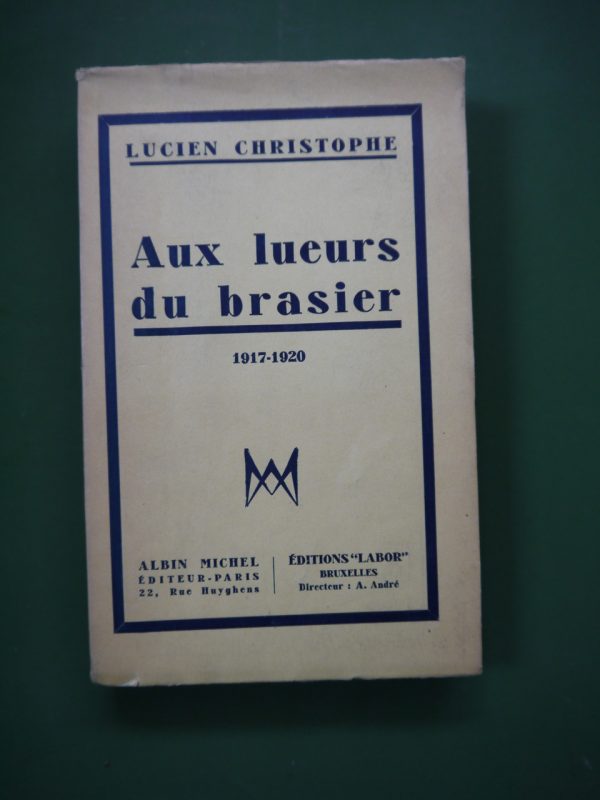 LUCIEN CHRISTOPHE
Aux lueurs
du brasier
1917-1920
ALBIN MICHEL
ÉDITEUR-PARIS
22, Rue Huyghens
ÉDITIONS "LABOR"
BRUXELLES
Directeur : A. André